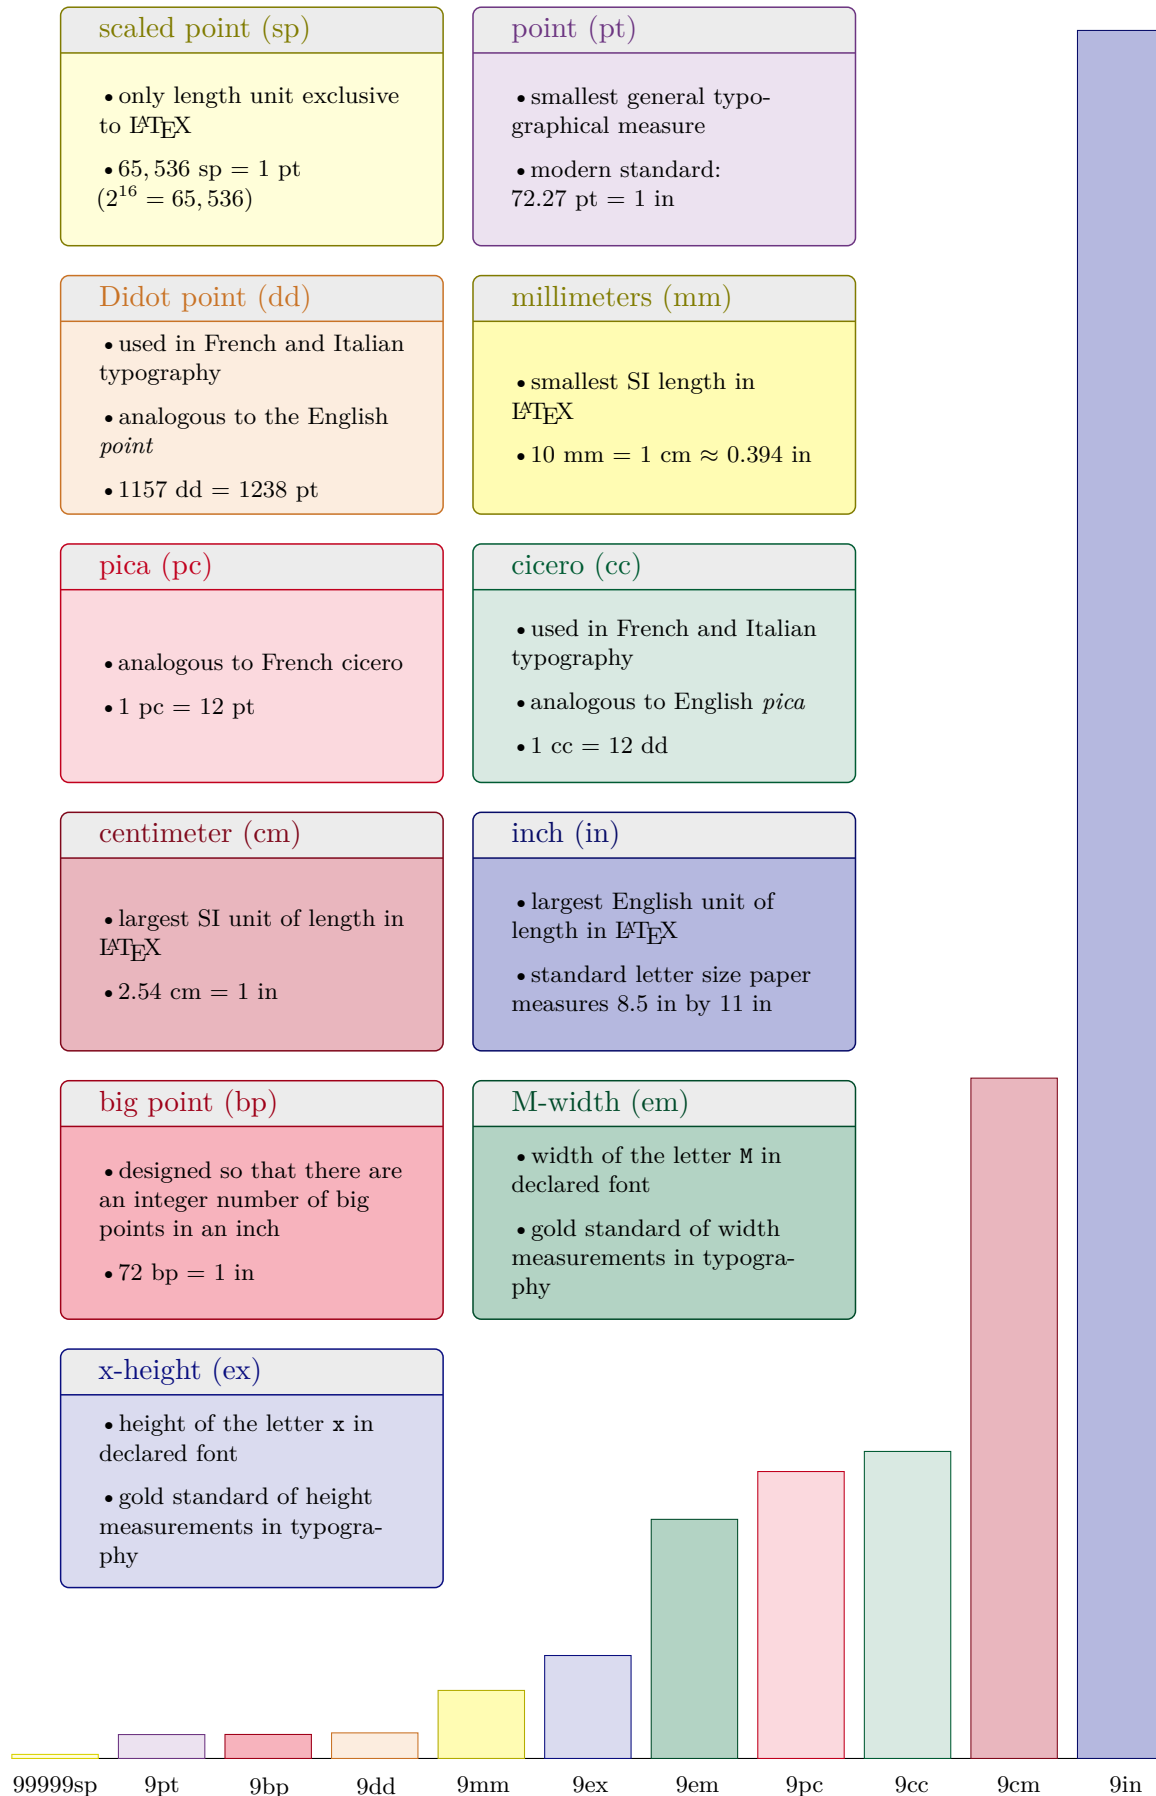 scaled point (sp)
• only length unit exclusive
to LATEX
• 65,536 sp = 1 pt
(2^16 = 65,536)
point (pt)
• smallest general typo-
graphical measure
• modern standard:
72.27 pt = 1 in
Didot point (dd)
• used in French and Italian
typography
• analogous to the English
point
• 1157 dd = 1238 pt
millimeters (mm)
• smallest SI length in
LATEX
• 10 mm = 1 cm ≈ 0.394 in
pica (pc)
• analogous to French cicero
• 1 pc = 12 pt
cicero (cc)
• used in French and Italian
typography
• analogous to English pica
• 1 cc = 12 dd
centimeter (cm)
• largest SI unit of length in
LATEX
• 2.54 cm = 1 in
inch (in)
• largest English unit of
length in LATEX
• standard letter size paper
measures 8.5 in by 11 in
big point (bp)
• designed so that there are
an integer number of big
points in an inch
• 72 bp = 1 in
M-width (em)
• width of the letter M in
declared font
• gold standard of width
measurements in typogra-
phy
x-height (ex)
• height of the letter x in
declared font
• gold standard of height
measurements in typogra-
phy
99999sp 9pt 9bp 9dd 9mm 9ex 9em 9pc 9cc 9cm 9in